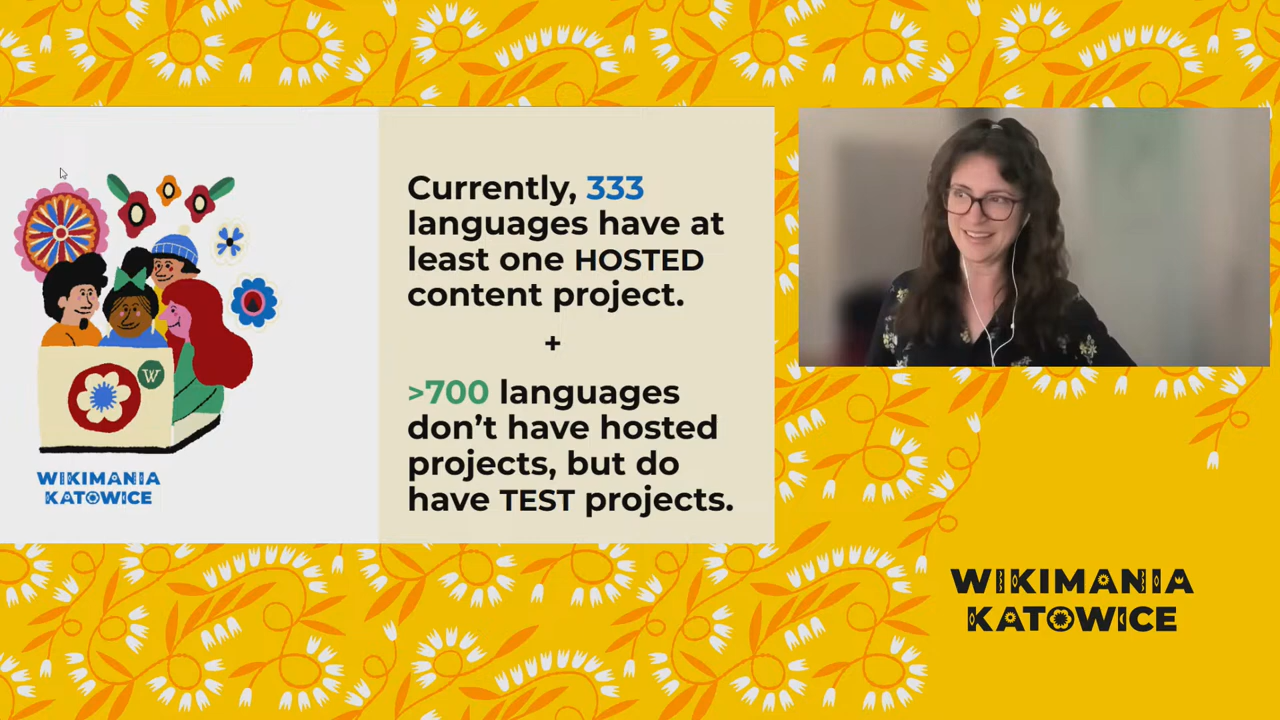 Currently, 333
languages have at
least one HOSTED
content project.
+
>700 languages
don’t have hosted
projects, but do
have TEST projects.
W
WIKIMANIA
KATOWICE
WIKIMANIA
KATOWICE